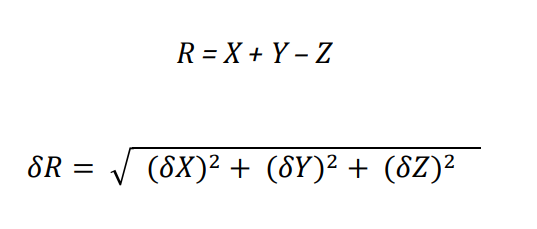 R = X + Y – Z
δR = √ (δX)² + (δY)² + (δZ)²